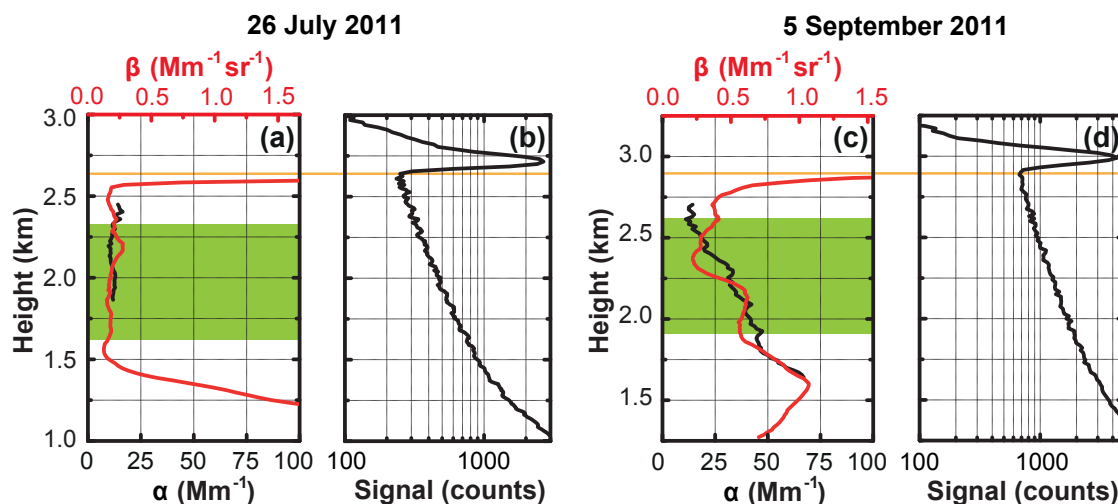 26 July 2011
5 September 2011
β (Mm⁻¹sr⁻¹)
β (Mm⁻¹sr⁻¹)
0.0 0.5 1.0 1.5
0.0 0.5 1.0 1.5
(a) (b) (c) (d)
Height (km)
3.0
2.5
2.0
1.5
1.0
Height (km)
3.0
2.5
2.0
1.5
0 25 50 75 100
100 1000
0 25 50 75 100
100 1000
α (Mm⁻¹)
Signal (counts)
α (Mm⁻¹)
Signal (counts)